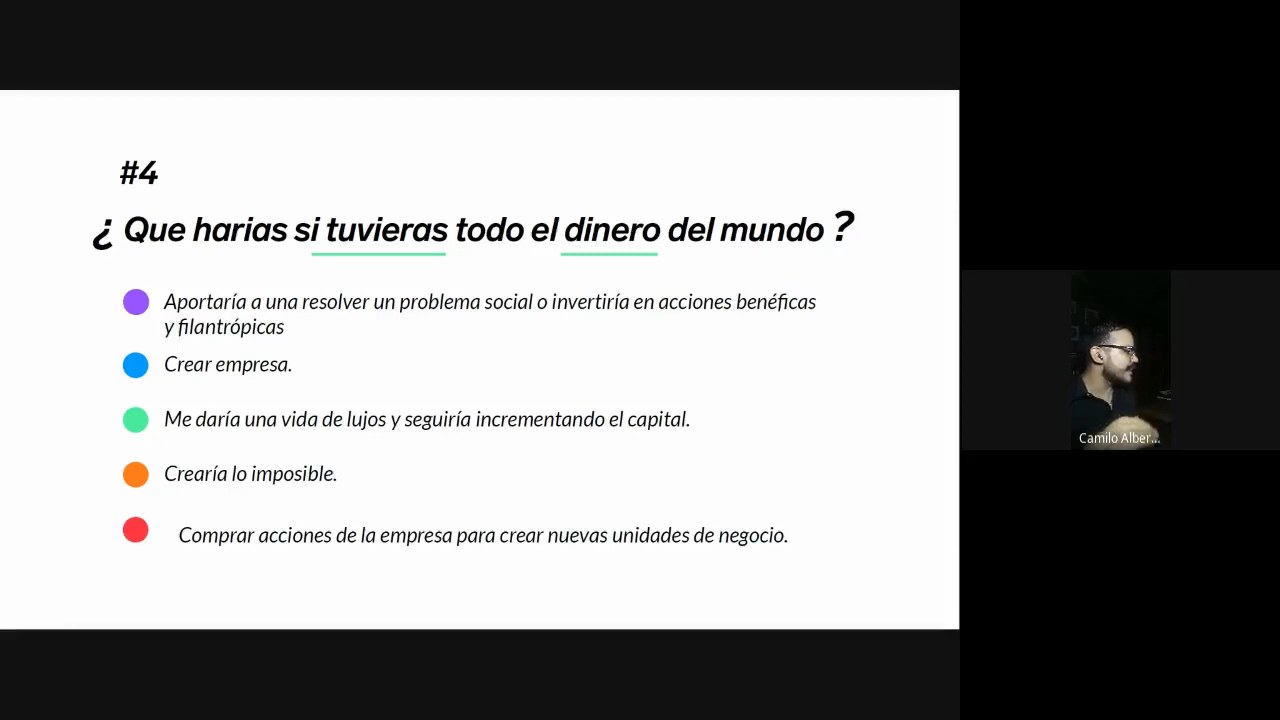 #4
¿ Que harias si tuvieras todo el dinero del mundo ?
Aportaría a una resolver un problema social o invertiría en acciones benéficas
y filantrópicas
Crear empresa.
Me daría una vida de lujos y seguiría incrementando el capital.
Crearía lo imposible.
Comprar acciones de la empresa para crear nuevas unidades de negocio.
Camilo Alber...